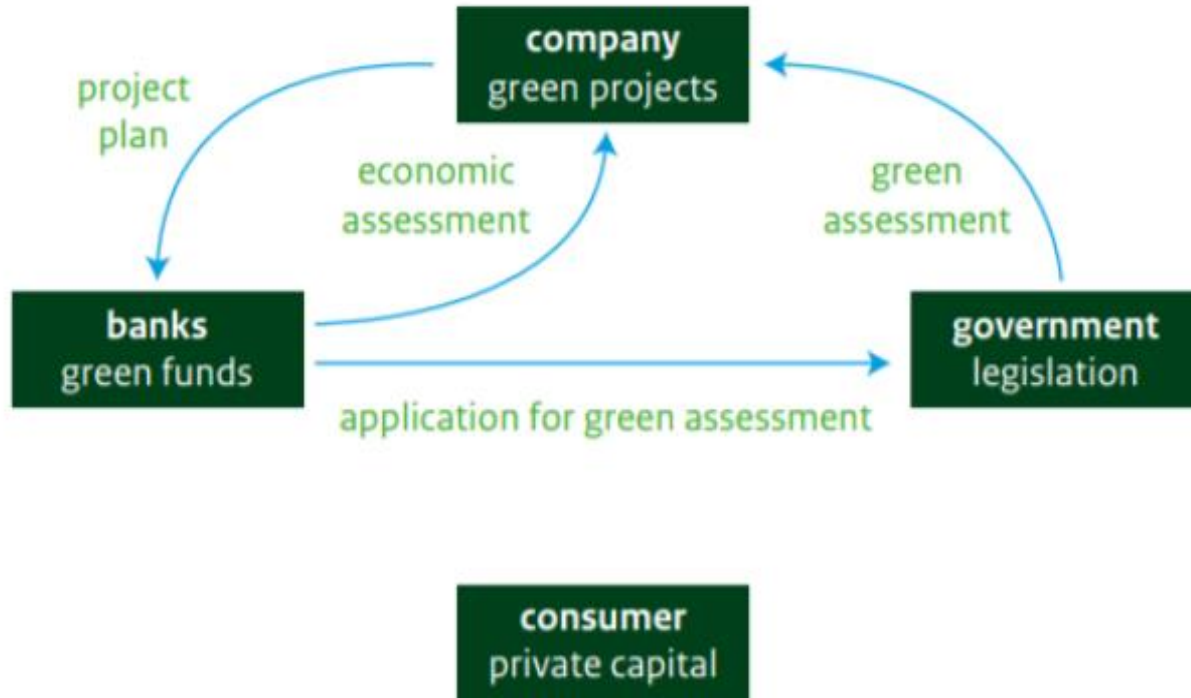 company
green projects
project
plan
economic
assessment
green
assessment
banks
green funds
government
legislation
application for green assessment
consumer
private capital